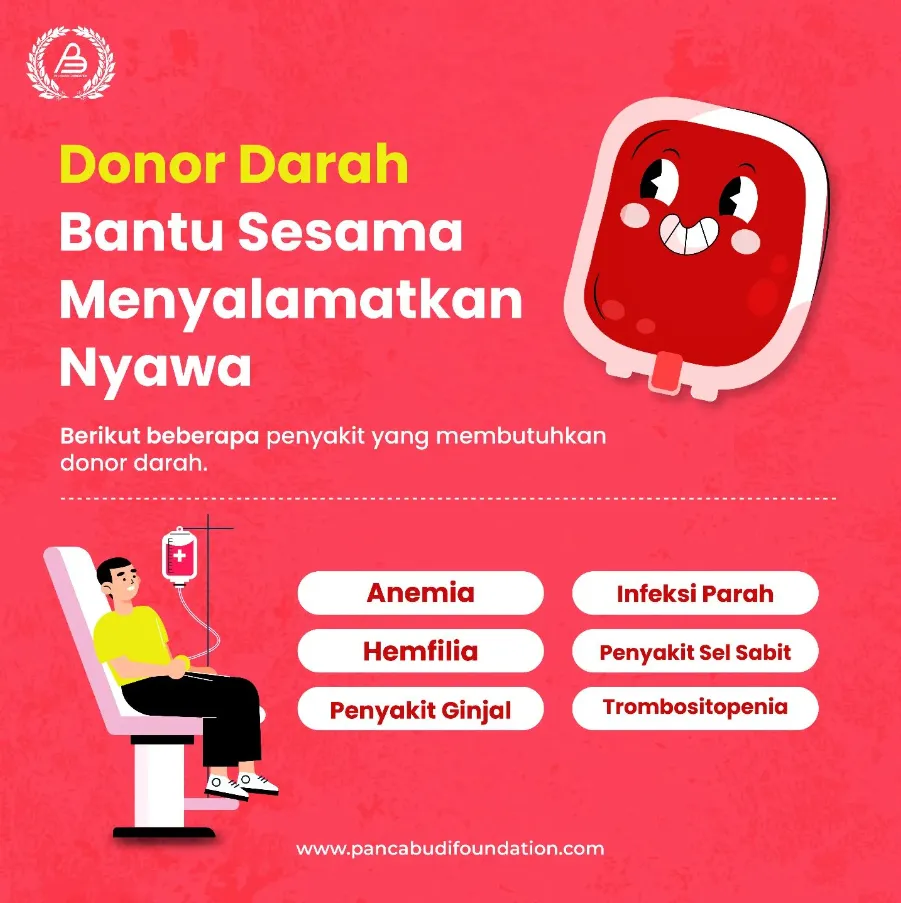 Donor Darah
Bantu Sesama
Menyalamatkan
Nyawa
Berikut beberapa penyakit yang membutuhkan
donor darah.
Anemia
Infeksi Parah
Hemfilia
Penyakit Sel Sabit
Penyakit Ginjal
Trombositopenia
www.pancabudifoundation.com